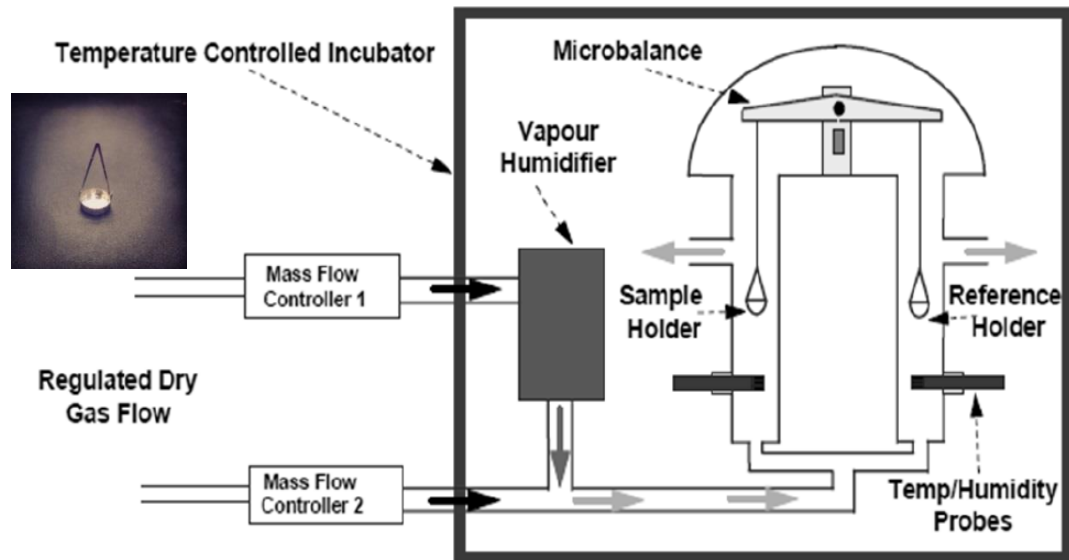 Temperature Controlled Incubator
Microbalance
Vapour
Humidifier
Mass Flow
Controller 1
Sample
Holder
Reference
Holder
Regulated Dry
Gas Flow
Mass Flow
Controller 2
Temp/Humidity
Probes